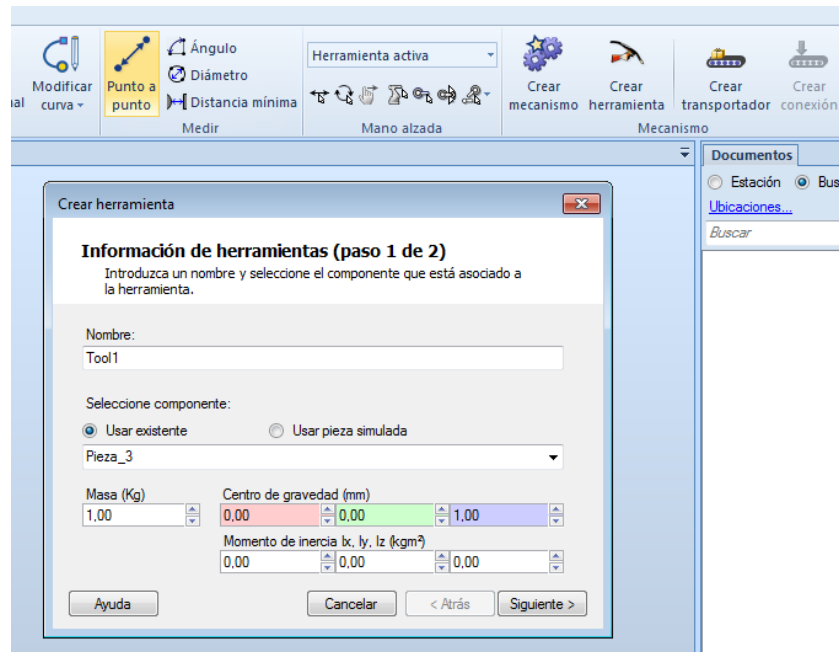 Modificar
curva
al
Punto a
punto
Ángulo
Diámetro
Distancia mínima
Medir
Herramienta activa
Mano alzada
Crear
mecanismo
Crear
herramienta
Crear
transportador
Crear
conexión
Mecanismo
Documentos
Estación Bus
Ubicaciones...
Buscar
Crear herramienta
Información de herramientas (paso 1 de 2)
Introduzca un nombre y seleccione el componente que está asociado a
la herramienta.
Nombre:
Tool1
Seleccione componente:
Usar existente Usar pieza simulada
Pieza_3
Masa (Kg) Centro de gravedad (mm)
1,00 0,00 0,00 1,00
Momento de inercia Ix, Iy, Iz (kgm²)
0,00 0,00 0,00
Ayuda Cancelar < Atrás Siguiente >